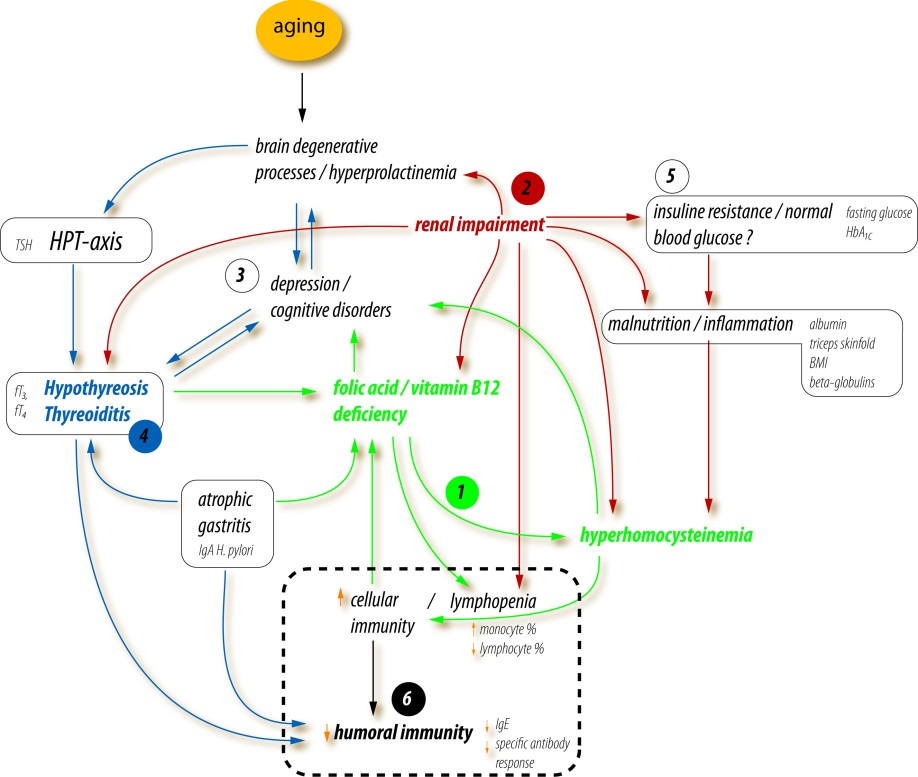 aging
brain degenerative
processes / hyperprolactinemia
2
renal impairment
5
insuline resistance / normal
blood glucose ?
fasting glucose
HbA1C
TSH HPT-axis
3
depression /
cognitive disorders
malnutrition / inflammation
albumin
triceps skinfold
BMI
beta-globulins
fT3,
fT4
Hypothyreosis
Thyreoiditis
4
folic acid / vitamin B12
deficiency
1
atrophic
gastritis
IgA H. pylori
hyperhomocysteinemia
cellular / lymphopenia
immunity
monocyte %
lymphocyte %
6
humoral immunity
IgE
specific antibody
response